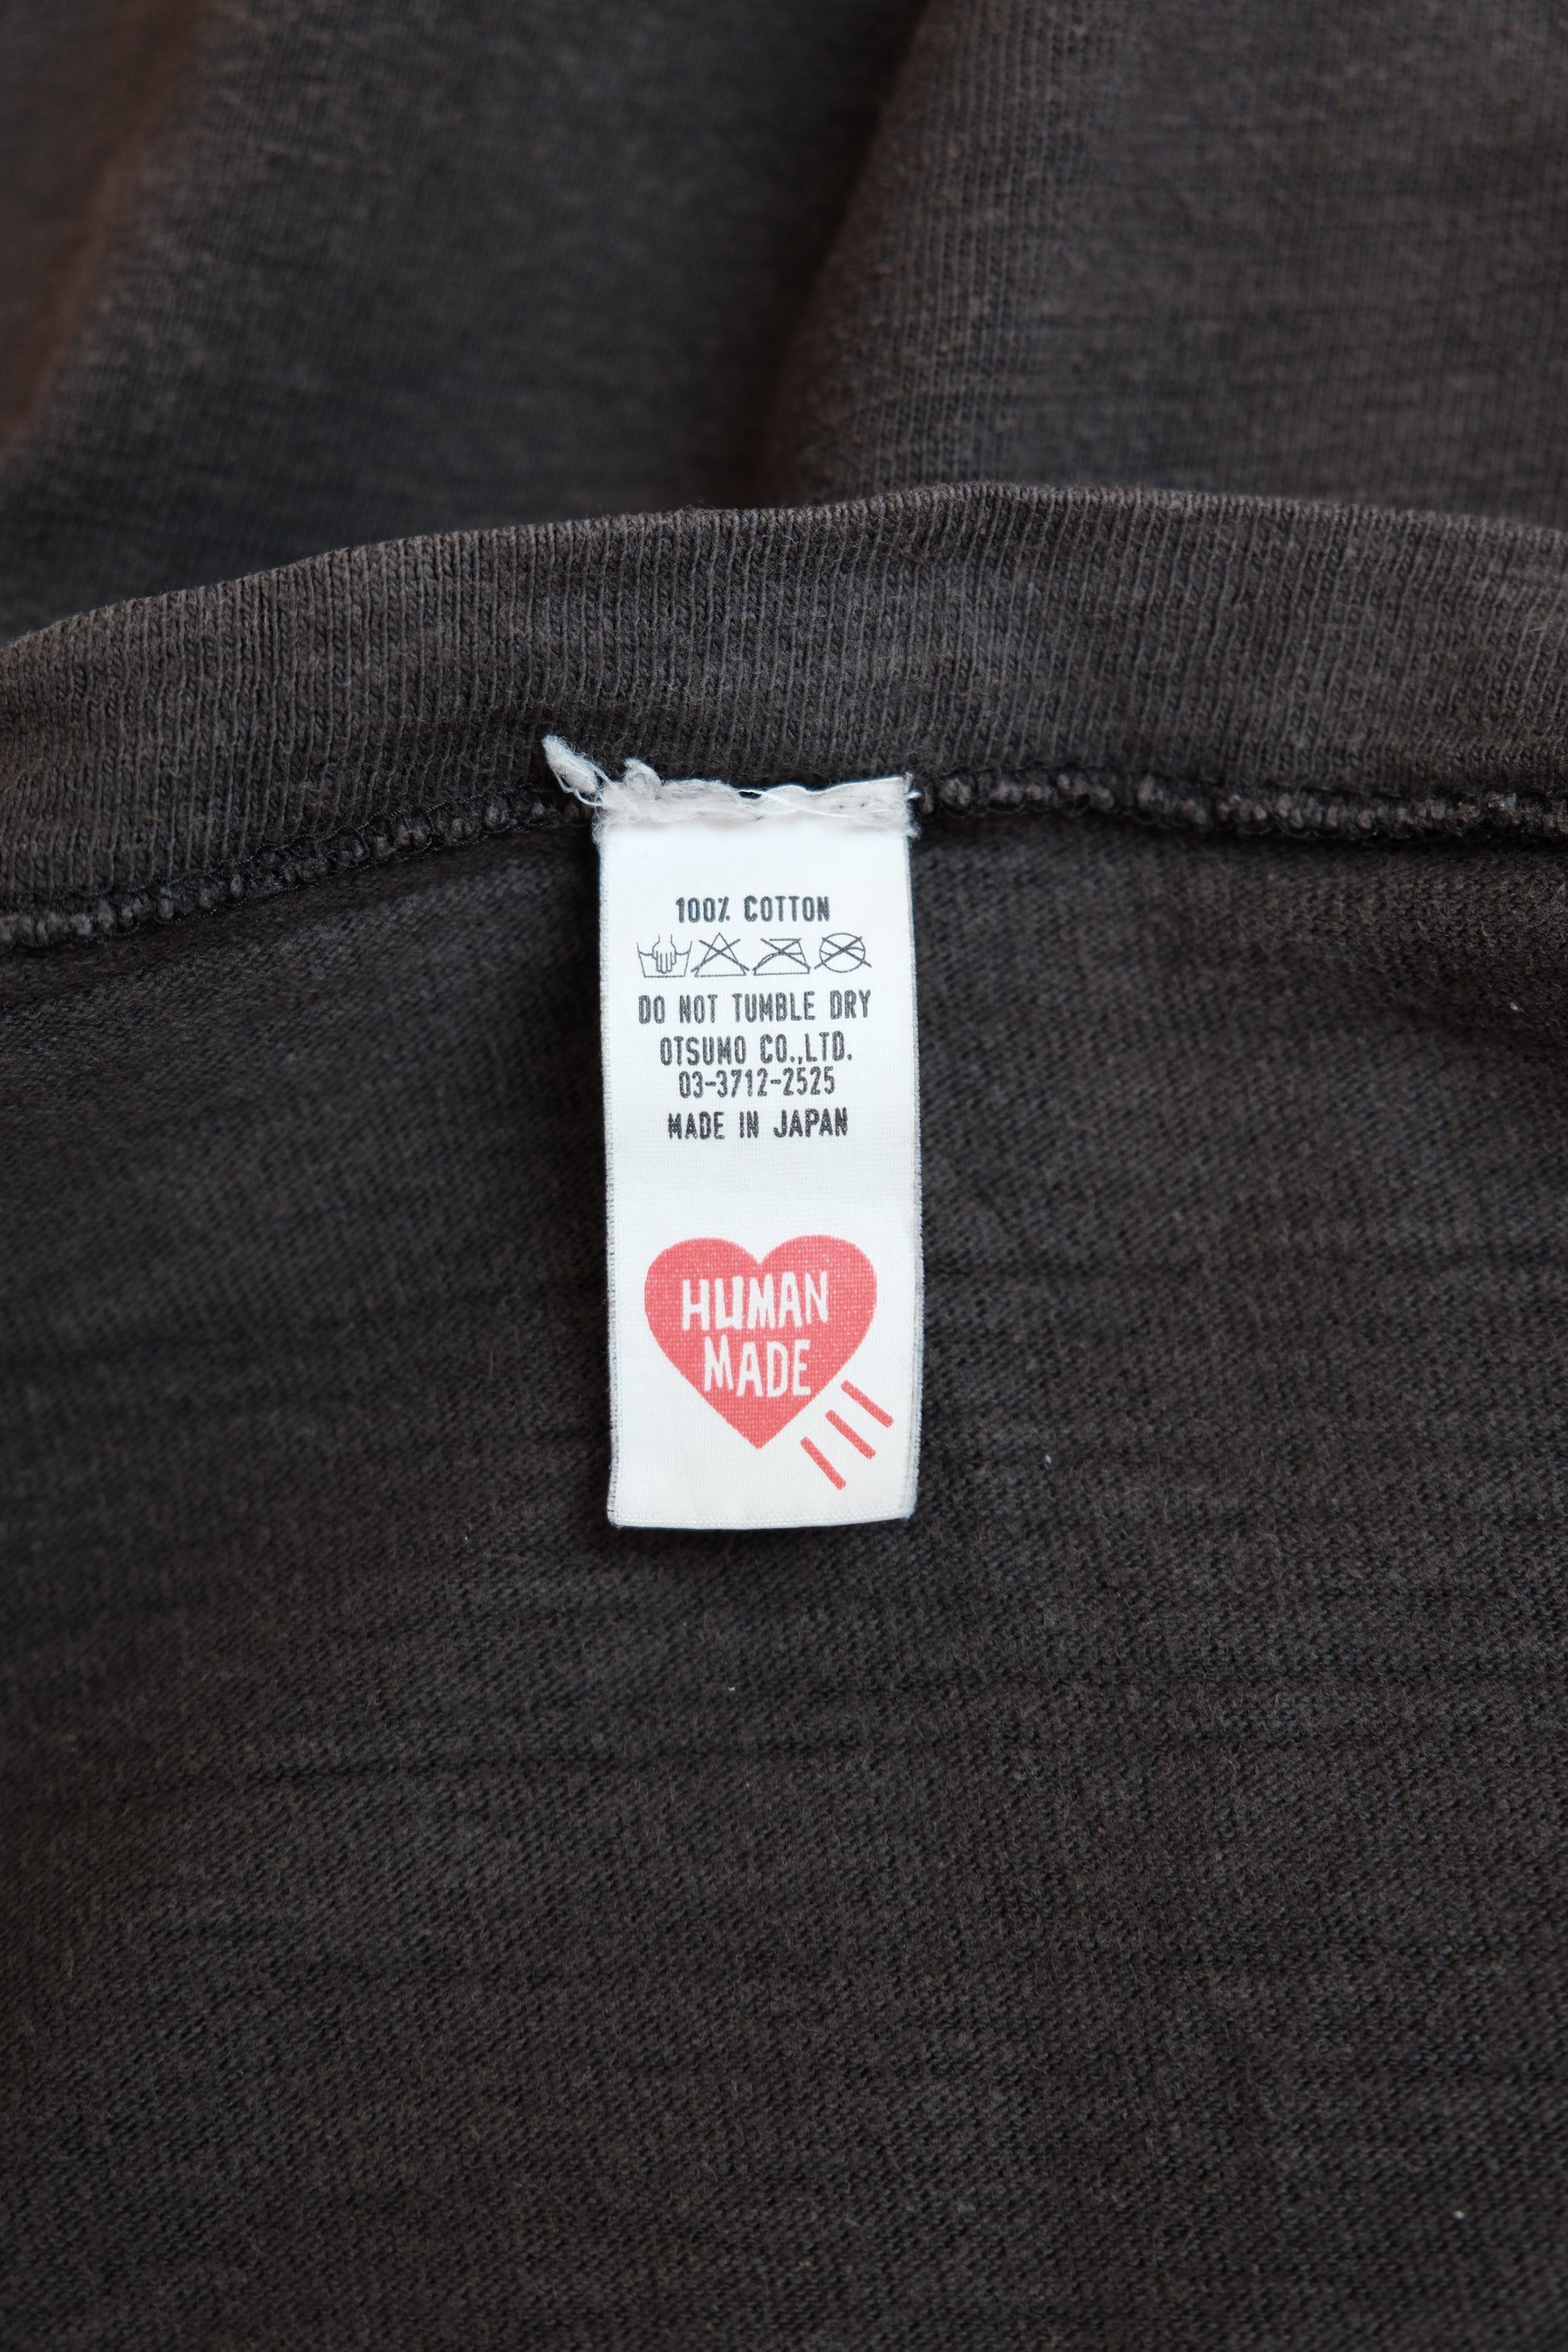 100% COTTON
DO NOT TUMBLE DRY
OTSUMO CO.,LTD.
03-3712-2525
MADE IN JAPAN
HUMAN
MADE